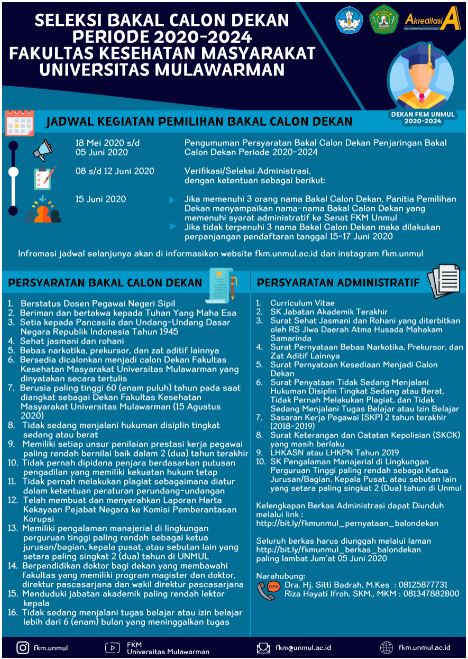 SELEKSI BAKAL CALON DEKAN
PERIODE 2020-2024
FAKULTAS KESEHATAN MASYARAKAT
UNIVERSITAS MULAWARMAN
Akreditasi A
DEKAN FKM UNMUL
2020-2024
JADWAL KEGIATAN PEMILIHAN BAKAL CALON DEKAN
18 Mei 2020 s/d
05 Juni 2020
Pengumuman Persyaratan Bakal Calon Dekan Penjaringan Bakal
Calon Dekan Periode 2020-2024
08 s/d 12 Juni 2020
Verifikasi/Seleksi Administrasi,
dengan ketentuan sebagai berikut:
15 Juni 2020
Jika memenuhi 3 orang nama Bakal Calon Dekan, Panitia Pemilihan
Dekan menyampaikan nama-nama Bakal Calon Dekan yang
memenuhi syarat administratif ke Senat FKM Unmul
Jika tidak terpenuhi 3 nama Bakal Calon Dekan maka dilakukan
perpanjangan pendaftaran tanggal 15-17 Juni 2020
Infromasi jadwal selanjunya akan di informasikan website fkm.unmul.ac.id dan instagram fkm.unmul
PERSYARATAN BAKAL CALON DEKAN
1. Berstatus Dosen Pegawai Negeri Sipil
2. Beriman dan bertakwa kepada Tuhan Yang Maha Esa
3. Setia kepada Pancasila dan Undang-Undang Dasar
Negara Republik Indonesia Tahun 1945
4. Sehat jasmani dan rohani
5. Bebas narkotika, prekursor, dan zat aditif lainnya
6. Bersedia dicalonkan menjadi calon Dekan Fakultas
Kesehatan Masyarakat Universitas Mulawarman yang
dinyatakan secara tertulis
7. Berusia paling tinggi 60 (enam puluh) tahun pada saat
diangkat sebagai Dekan Fakultas Kesehatan
Masyarakat Universitas Mulawarman (15 Agustus
2020)
8. Tidak sedang menjalani hukuman disiplin tingkat
sedang atau berat
9. Memiliki setiap unsur penilaian prestasi kerja pegawai
paling rendah bernilai baik dalam 2 (dua) tahun terakhir
10. Tidak pernah dipidana penjara berdasarkan putusan
pengadilan yang memiliki kekuatan hukum tetap
11. Tidak pernah melakukan plagiat sebagaimana diatur
dalam ketentuan peraturan perundang-undangan
12. Telah membuat dan menyerahkan Laporan Harta
Kekayaan Pejabat Negara ke Komisi Pemberantasan
Korupsi
13. Memiliki pengalaman manajerial di lingkungan
perguruan tinggi paling rendah sebagai ketua
jurusan/bagian, kepala pusat, atau sebutan lain yang
setara paling singkat 2 (dua) tahun di UNMUL
14. Berpendidikan doktor bagi dekan yang membawahi
fakultas yang memiliki program magister dan doktor,
direktur pascasarjana dan wakil direktur pascasarjana
15. Menduduki jabatan akademik paling rendah lektor
kepala
16. Tidak sedang menjalani tugas belajar atau izin belajar
lebih dari 6 (enam) bulan yang meninggalkan tugas
PERSYARATAN ADMINISTRATIF
1. Curriculum Vitae
2. SK Jabatan Akademik Terakhir
3. Surat Sehat Jasmani dan Rohani yang diterbitkan
oleh RS Jiwa Daerah Atma Husada Mahakam
Samarinda
4. Surat Pernyataan Bebas Narkotika, Prekursor, dan
Zat Aditif Lainnya
5. Surat Pernyataan Kesediaan Menjadi Calon
Dekan
6. Surat Penyataan Tidak Sedang Menjalani
Hukuman Disiplin Tingkat Sedang atau Berat,
Tidak Pernah Melakukan Plagiat, dan Tidak
Sedang Menjalani Tugas Belajar atau Izin Belajar
7. Sasaran Kerja Pegawai (SKP) 2 tahun terakhir
(2018-2019)
8. Surat Keterangan dan Catatan Kepolisian (SKCK)
yang masih berlaku
9. LHKASN atau LHKPN Tahun 2019
10. SK Pengalaman Manajerial di Lingkungan
Perguruan Tinggi paling rendah sebagai Ketua
Jurusan/Bagian, Kepala Pusat, atau sebutan lain
yang setara paling singkat 2 (Dua) tahun di Unmul
Kelengkapan Berkas Administrasi dapat Diunduh
melalui link :
http://bit.ly/fkmunmul_pernyataan_balondekan
Seluruh berkas harus diunggah melalui laman
http://bit.ly/fkmunmul_berkas_balondekan
paling lambat Jum'at 05 Juni 2020
Narahubung:
Dra. Hj. Sitti Badrah, M.Kes : 08125877731
Riza Hayati Ifroh, SKM., MKM : 081347882800
fkm.unmul
FKM
Universitas Mulawarman
fkm@unmul.ac.id
fkm.unmul.ac.id